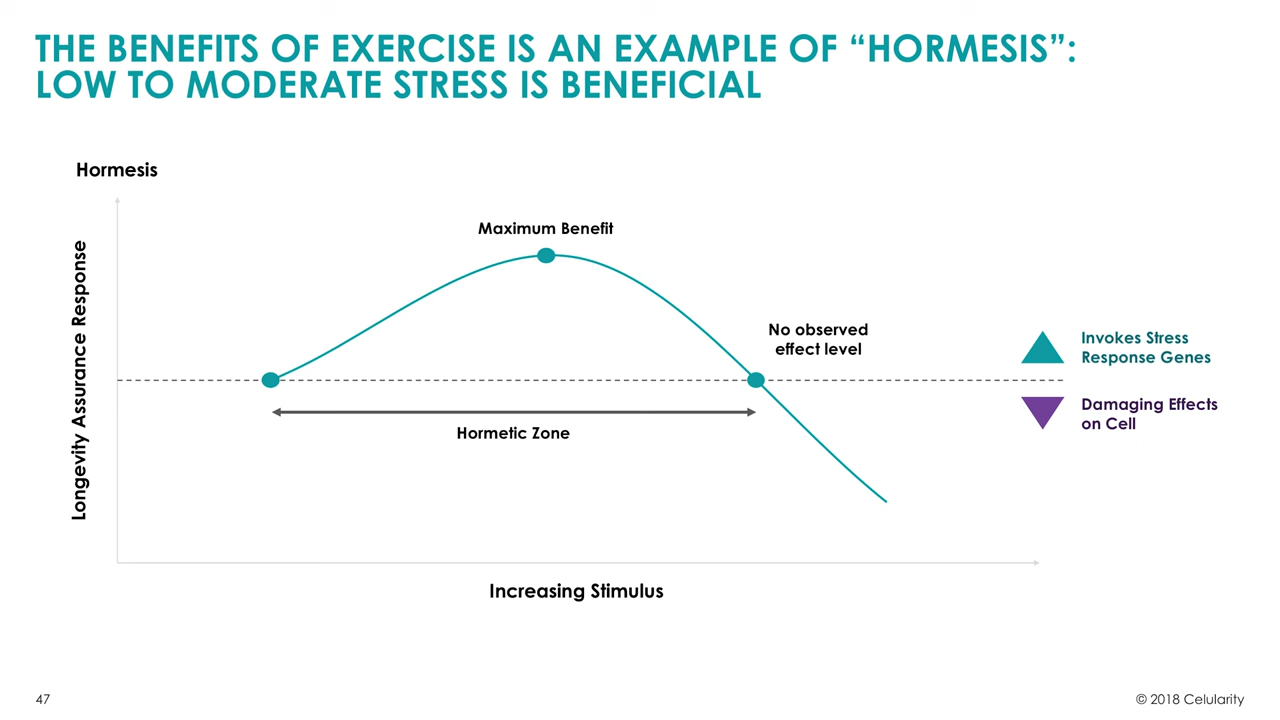 THE BENEFITS OF EXERCISE IS AN EXAMPLE OF “HORMESIS”:
LOW TO MODERATE STRESS IS BENEFICIAL
Hormesis
Longevity Assurance Response
Maximum Benefit
No observed
effect level
Hormetic Zone
Invokes Stress
Response Genes
Damaging Effects
on Cell
Increasing Stimulus
47
© 2018 Celularity